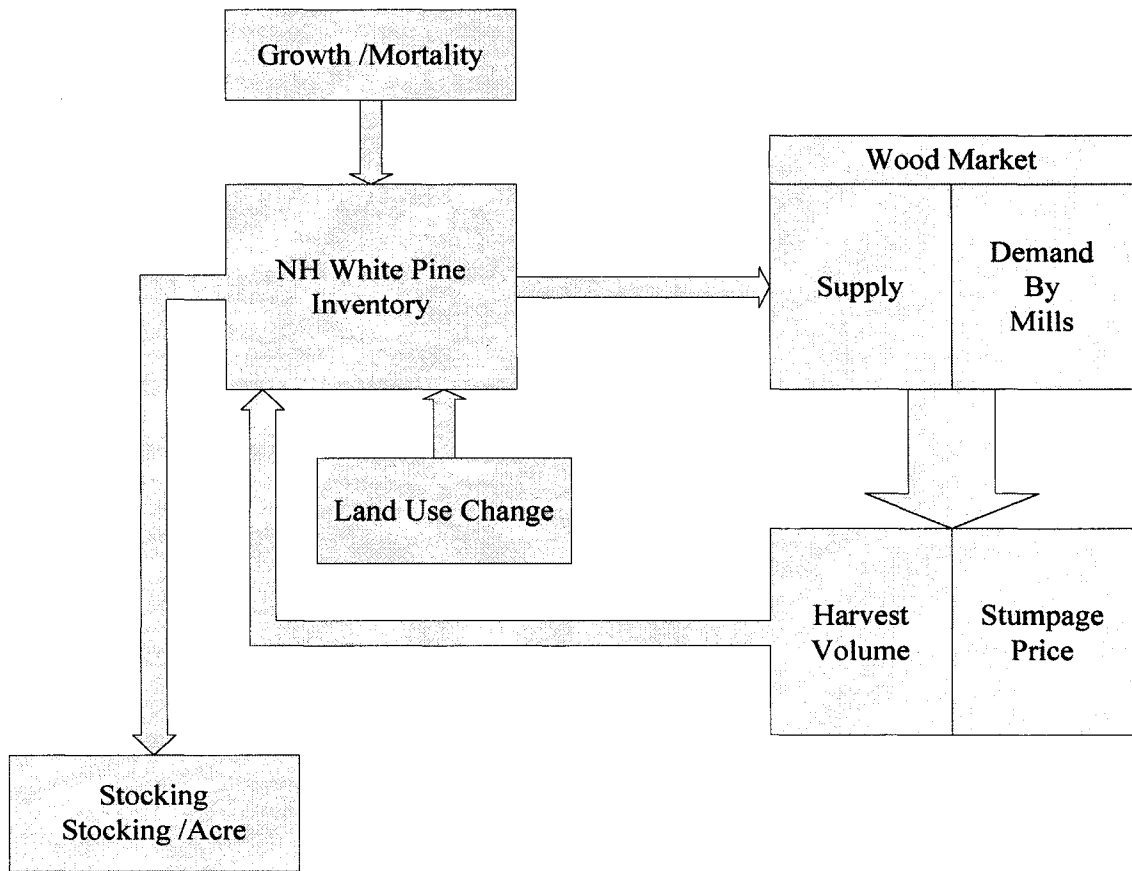 Growth /Mortality
Wood Market
NH White Pine
Inventory
Supply
Demand
By
Mills
Land Use Change
Harvest
Volume
Stumpage
Price
Stocking
Stocking /Acre